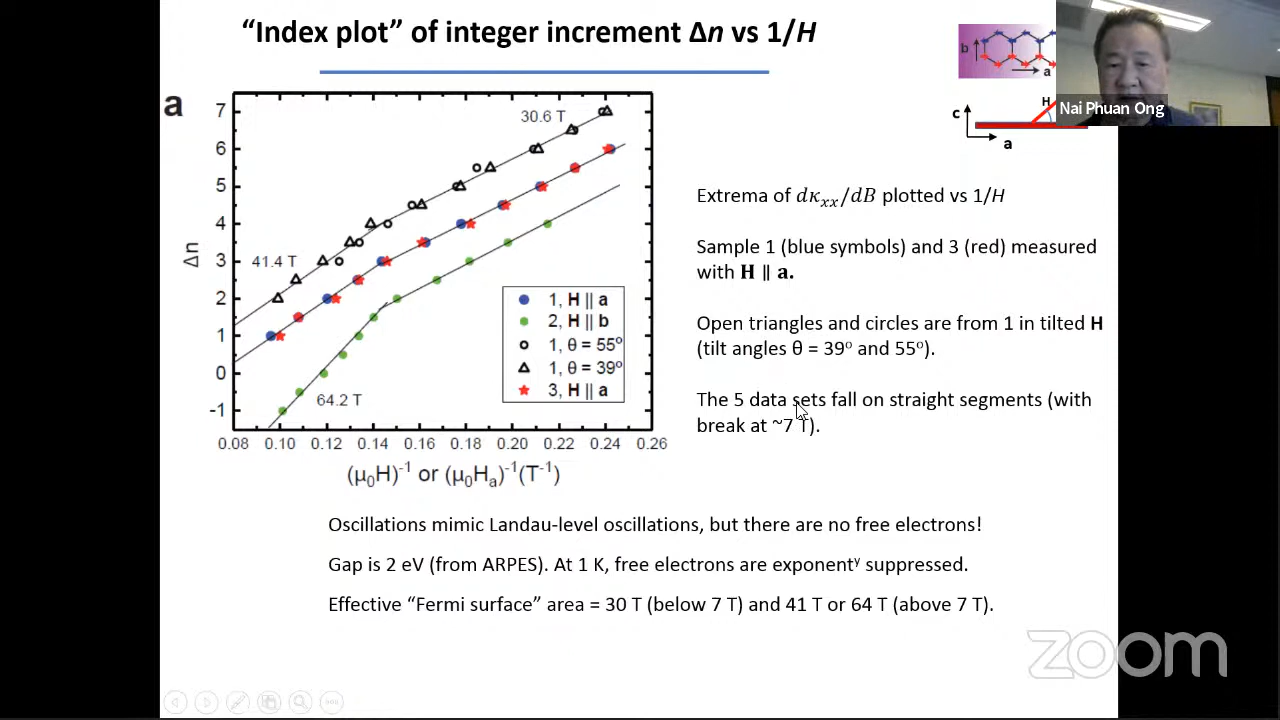 “Index plot” of integer increment Δn vs 1/H
b
a
H
c
a
Nai Phuan Ong
a
7
6
5
4
3
2
1
0
-1
Δn
30.6 T
41.4 T
64.2 T
1, H || a
2, H || b
1, θ = 55º
1, θ = 39º
3, H || a
0.08 0.10 0.12 0.14 0.16 0.18 0.20 0.22 0.24 0.26
(μ₀H)⁻¹ or (μ₀Hₐ)⁻¹(T⁻¹)
Extrema of dκₓₓ/dB plotted vs 1/H
Sample 1 (blue symbols) and 3 (red) measured
with H ∥ a.
Open triangles and circles are from 1 in tilted H
(tilt angles θ = 39º and 55º).
The 5 data sets fall on straight segments (with
break at ~7 T).
Oscillations mimic Landau-level oscillations, but there are no free electrons!
Gap is 2 eV (from ARPES). At 1 K, free electrons are exponentʸ suppressed.
Effective “Fermi surface” area = 30 T (below 7 T) and 41 T or 64 T (above 7 T).
zoom